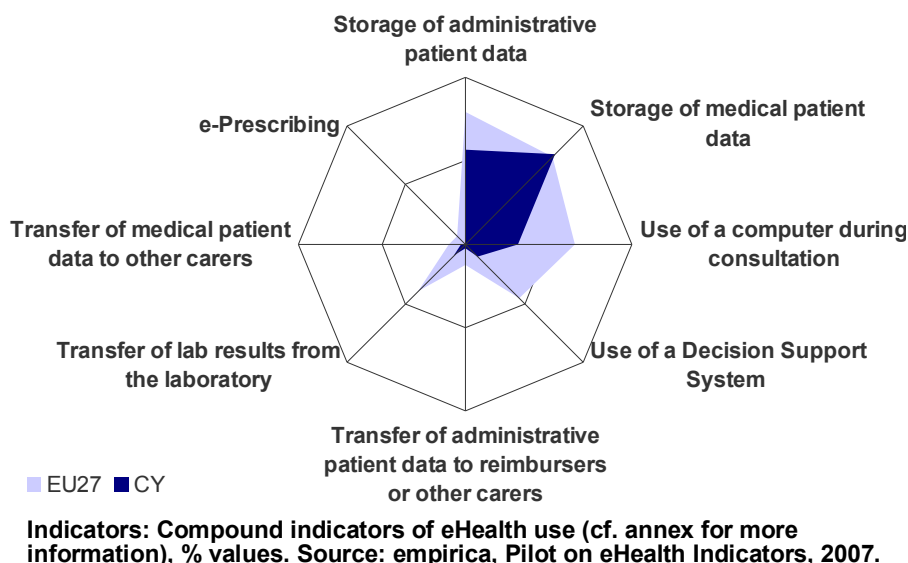 Storage of administrative
patient data
Storage of medical patient
data
e-Prescribing
Transfer of medical patient
data to other carers
Use of a computer during
consultation
Transfer of lab results from
the laboratory
Use of a Decision Support
System
Transfer of administrative
patient data to reimbursers
or other carers
EU27 CY
Indicators: Compound indicators of eHealth use (cf. annex for more
information), % values. Source: empirica, Pilot on eHealth Indicators, 2007.